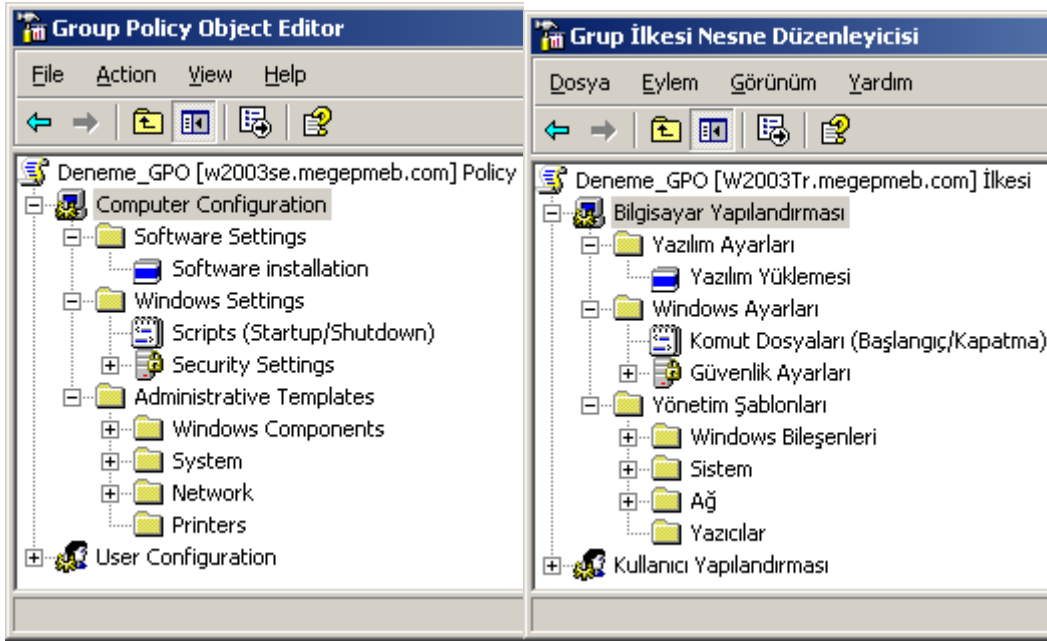 Group Policy Object Editor
File Action View Help
Deneme_GPO [w2003se.megepmeb.com] Policy
Computer Configuration
Software Settings
Software installation
Windows Settings
Scripts (Startup/Shutdown)
Security Settings
Administrative Templates
Windows Components
System
Network
Printers
User Configuration
Grup İlkesi Nesne Düzenleyicisi
Dosya Eylem Görünüm Yardım
Deneme_GPO [W2003Tr.megepmeb.com] İlkesi
Bilgisayar Yapılandırması
Yazılım Ayarları
Yazılım Yüklemesi
Windows Ayarları
Komut Dosyaları (Başlangıç/Kapatma)
Güvenlik Ayarları
Yönetim Şablonları
Windows Bileşenleri
Sistem
Ağ
Yazıcılar
Kullanıcı Yapılandırması